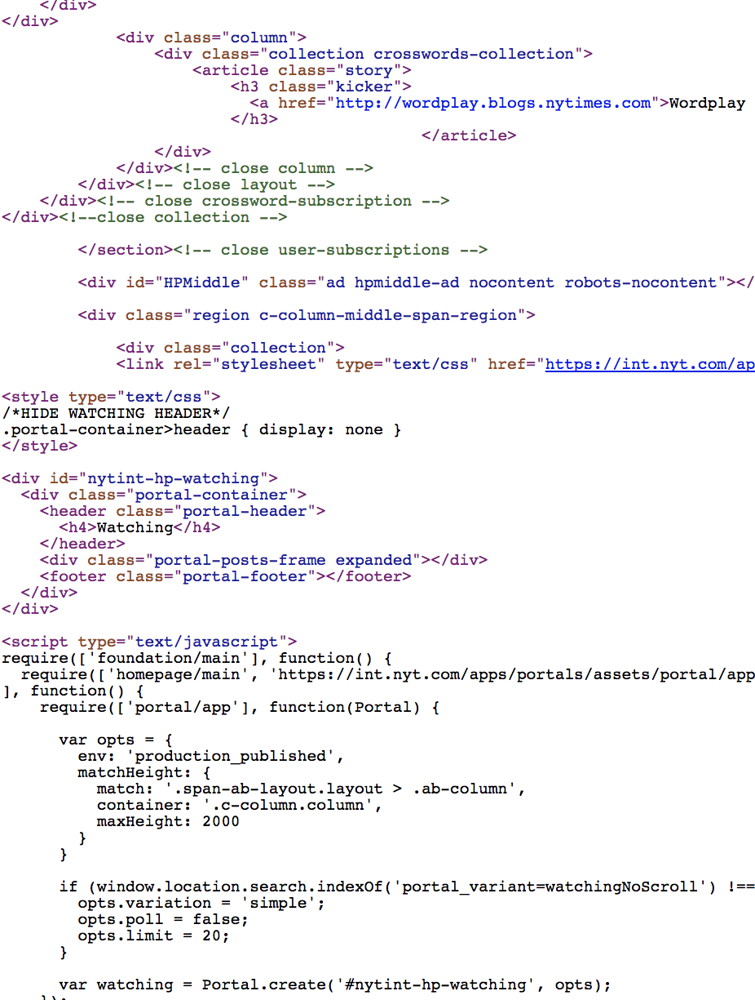 </div>
</div>
<div class="column">
<div class="collection crosswords-collection">
<article class="story">
<h3 class="kicker">
<a href="http://wordplay.blogs.nytimes.com">Wordplay
</h3>
</article>
</div>
</div><!-- close column -->
</div><!-- close layout -->
</div><!-- close crossword-subscription -->
</div><!--close collection -->
</section><!-- close user-subscriptions -->
<div id="HPMiddle" class="ad hpmiddle-ad nocontent robots-nocontent"></
<div class="region c-column-middle-span-region">
<div class="collection">
<link rel="stylesheet" type="text/css" href="https://int.nyt.com/ap
<style type="text/css">
/*HIDE WATCHING HEADER*/
.portal-container>header { display: none }
</style>
<div id="nytint-hp-watching">
<div class="portal-container">
<header class="portal-header">
<h4>Watching</h4>
</header>
<div class="portal-posts-frame expanded"></div>
<footer class="portal-footer"></footer>
</div>
</div>
<script type="text/javascript">
require(['foundation/main'], function() {
require(['homepage/main', 'https://int.nyt.com/apps/portals/assets/portal/app
], function() {
require(['portal/app'], function(Portal) {
var opts = {
env: 'production_published',
matchHeight: {
match: '.span-ab-layout.layout > .ab-column',
container: '.c-column.column',
maxHeight: 2000
}
}
if (window.location.search.indexOf('portal_variant=watchingNoScroll') !==
opts.variation = 'simple';
opts.poll = false;
opts.limit = 20;
}
var watching = Portal.create('#nytint-hp-watching', opts);
});